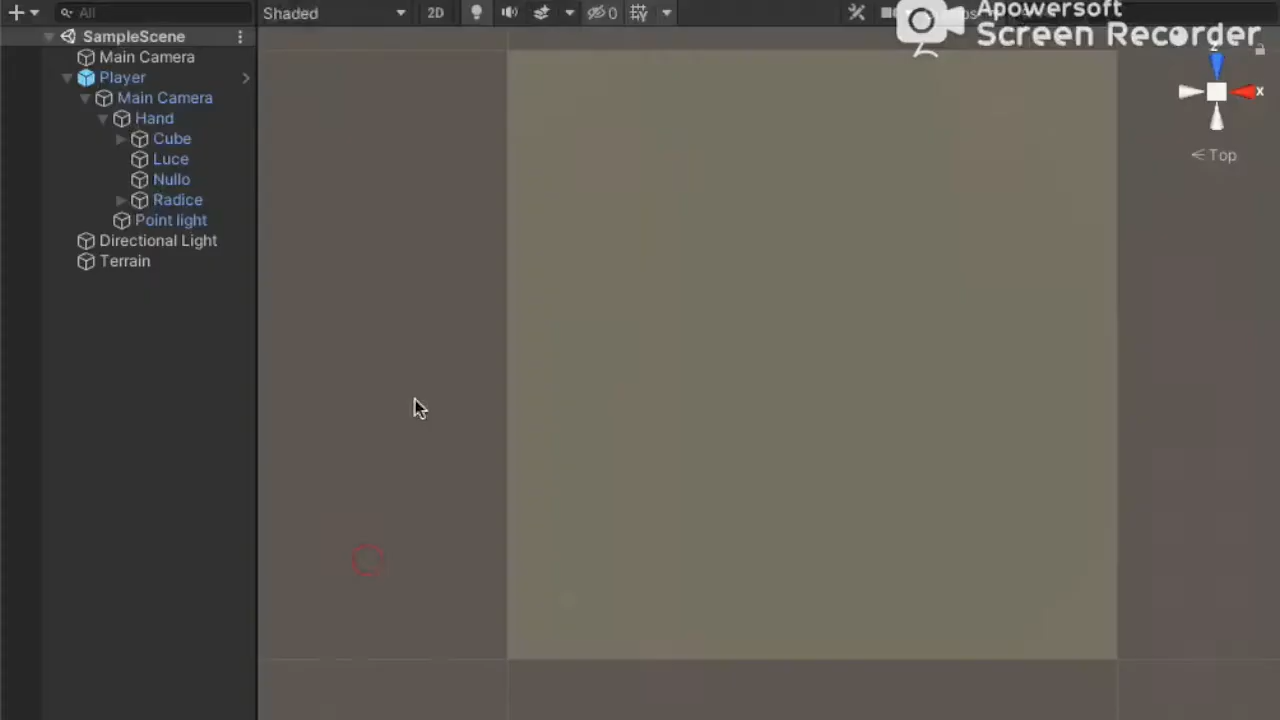 All
Shaded
2D
0
Apowersoft
Screen Recorder
SampleScene
Main Camera
Player
Main Camera
Hand
Cube
Luce
Nullo
Radice
Point light
Directional Light
Terrain
z
x
Top